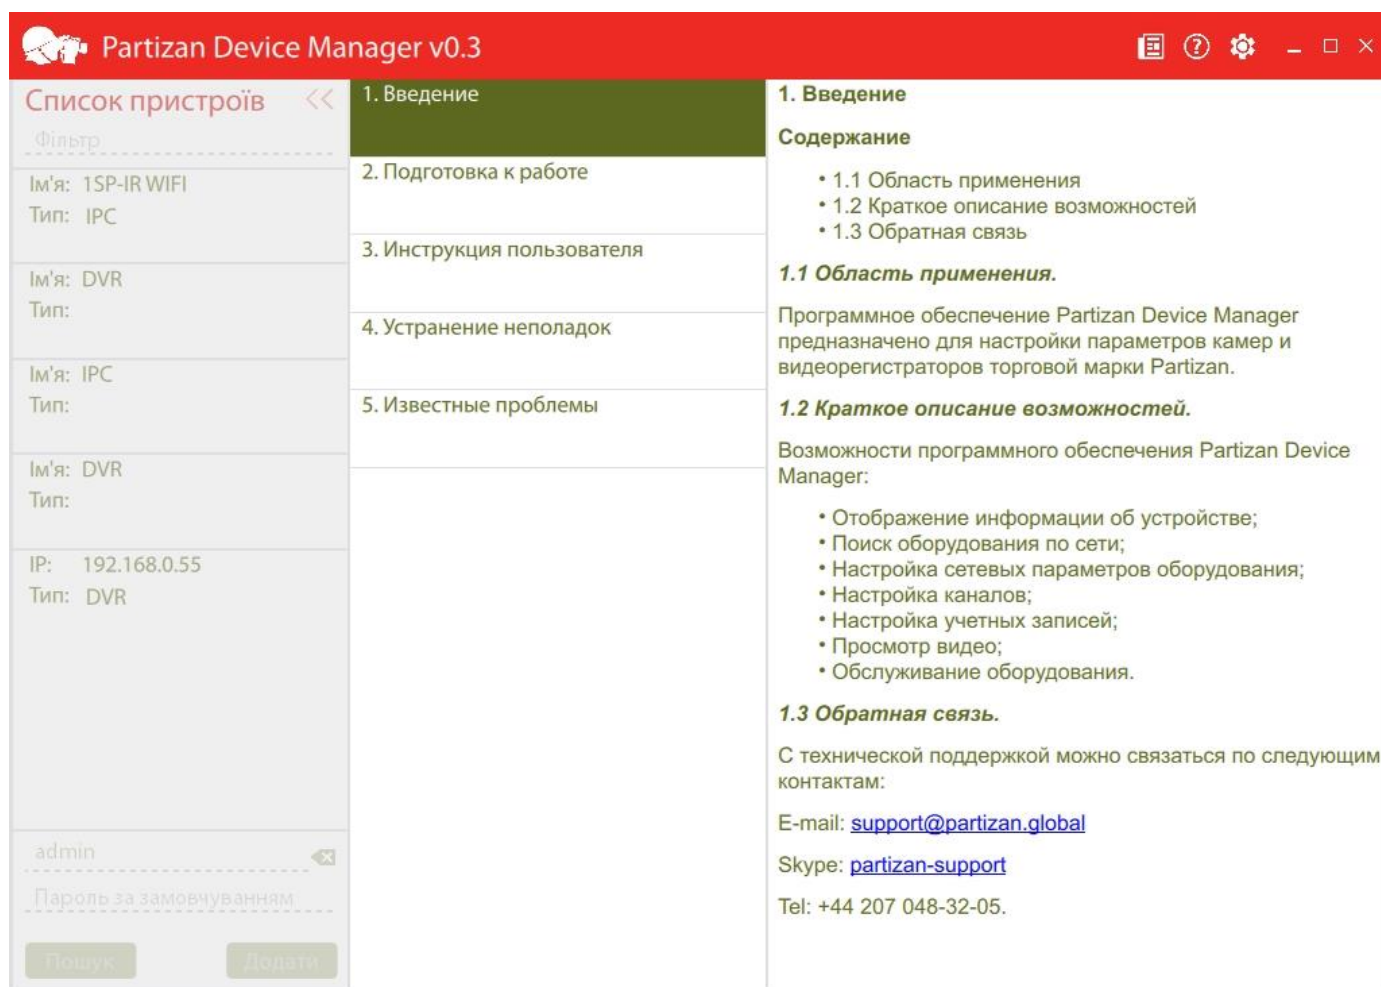 Partizan Device Manager v0.3
Список пристроїв <<
Фільтр
Ім'я: 1SP-IR WIFI
Тип: IPC
Ім'я: DVR
Тип:
Ім'я: IPC
Тип:
Ім'я: DVR
Тип:
IP: 192.168.0.55
Тип: DVR
admin
Пароль за замовчуванням
Пошук Додати
1. Введение
2. Подготовка к работе
3. Инструкция пользователя
4. Устранение неполадок
5. Известные проблемы
1. Введение
Содержание
• 1.1 Область применения
• 1.2 Краткое описание возможностей
• 1.3 Обратная связь
1.1 Область применения.
Программное обеспечение Partizan Device Manager
предназначено для настройки параметров камер и
видеорегистраторов торговой марки Partizan.
1.2 Краткое описание возможностей.
Возможности программного обеспечения Partizan Device
Manager:
• Отображение информации об устройстве;
• Поиск оборудования по сети;
• Настройка сетевых параметров оборудования;
• Настройка каналов;
• Настройка учетных записей;
• Просмотр видео;
• Обслуживание оборудования.
1.3 Обратная связь.
С технической поддержкой можно связаться по следующим
контактам:
E-mail: support@partizan.global
Skype: partizan-support
Tel: +44 207 048-32-05.